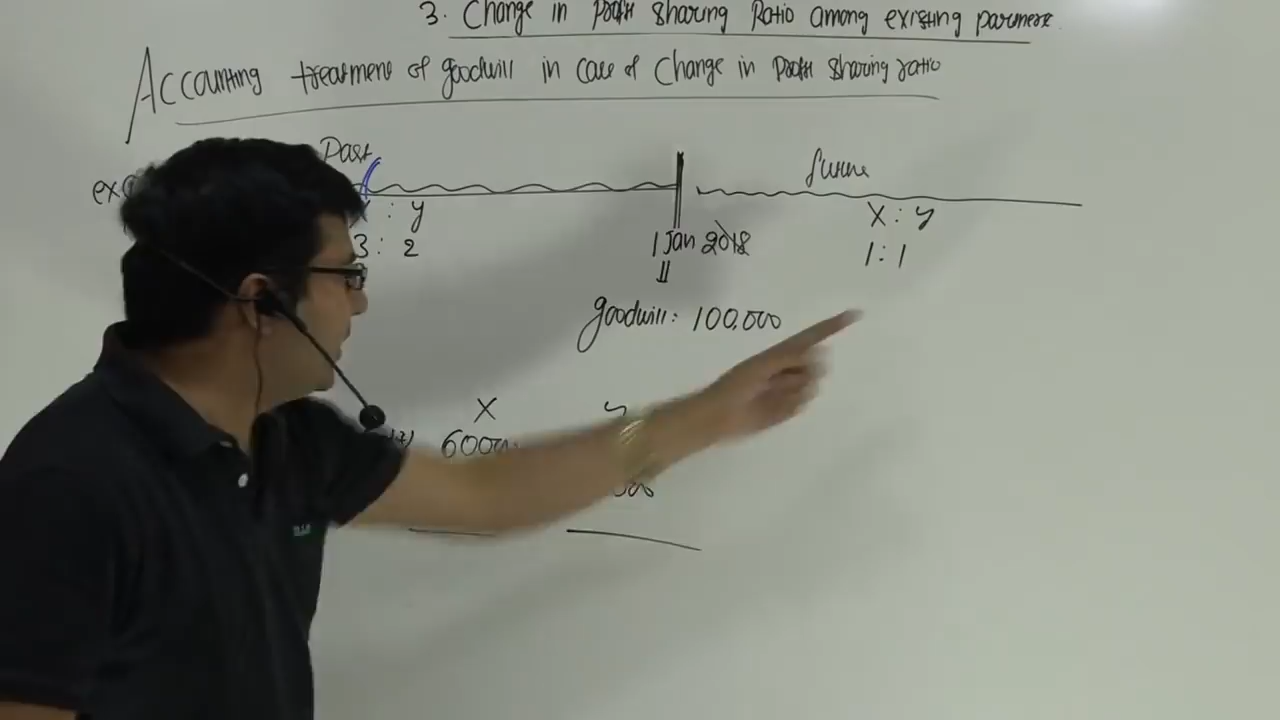 3. Change in Profit Sharing Ratio among existing partners.
Accounting treatment of goodwill in case of Change in Profit Sharing ratio
Past
future
: y
X : y
3 : 2
1 Jan 2018
1 : 1
goodwill: 100,000
X y
6000
000